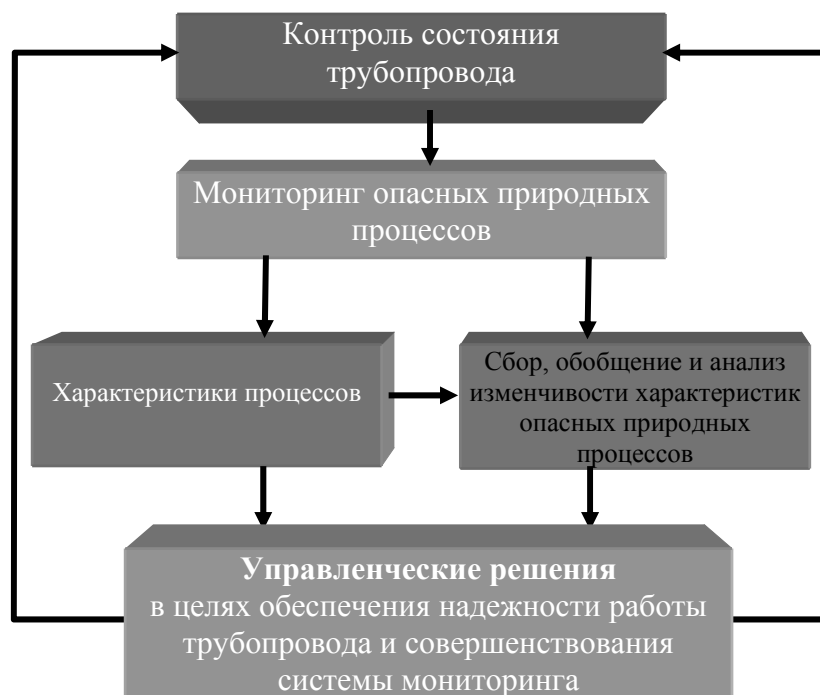 Контроль состояния
трубопровода
Мониторинг опасных природных
процессов
Характеристики процессов
Сбор, обобщение и анализ
изменчивости характеристик
опасных природных
процессов
Управленческие решения
в целях обеспечения надежности работы
трубопровода и совершенствования
системы мониторинга